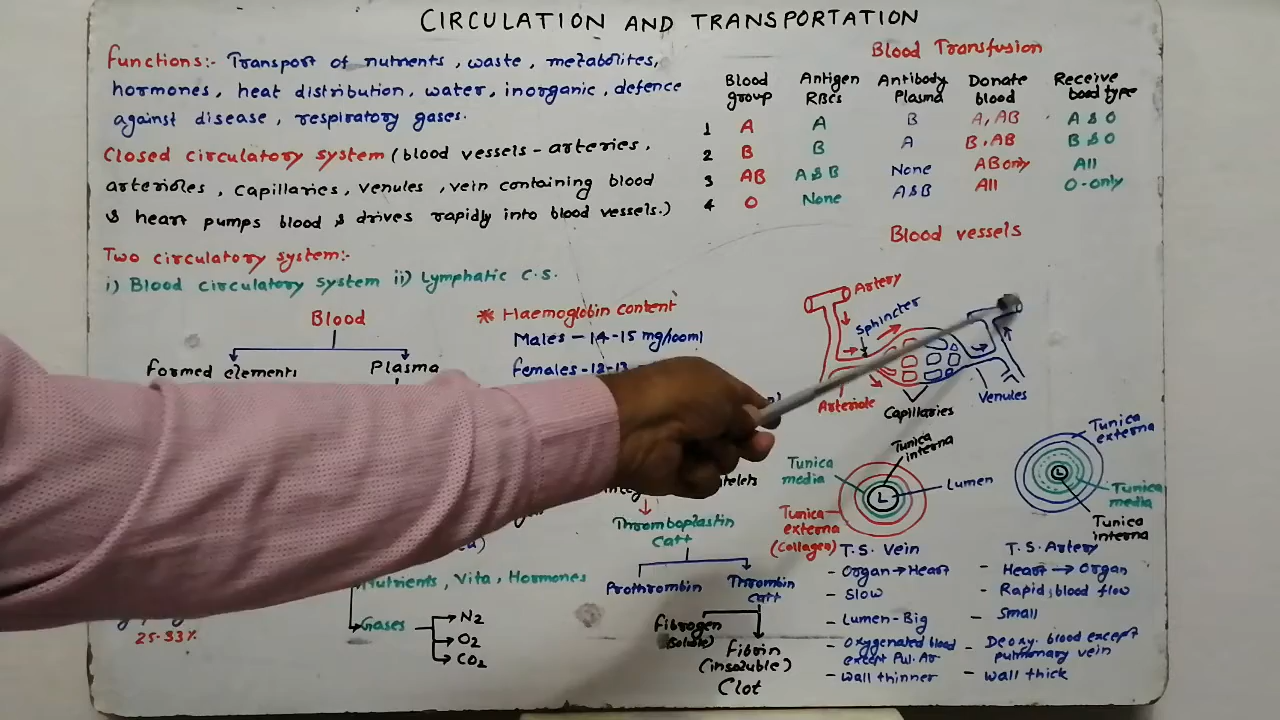 CIRCULATION AND TRANSPORTATION
Functions:- Transport of nutrients, waste, metabolites,
hormones, heat distribution, water, inorganic, defence
against disease, respiratory gases.
Closed circulatory system (blood vessels - arteries,
arterioles, capillaries, venules, vein containing blood
& heart pumps blood & drives rapidly into blood vessels.)
Two circulatory system:-
i) Blood circulatory system ii) Lymphatic C.S.
Blood
Formed elements
Plasma
* Haemoglobin content
Males - 14-15 mg/100ml
Females - 12-13
Blood Transfusion
Blood group Antigen RBCs Antibody Plasma Donate blood Receive bood type
1 A A B A, AB A & O
2 B B A B, AB B & O
3 AB A & B None AB only All
4 O None A&B All O-only
Blood vessels
Artery
Sphincter
Arteriole
Capillaries
Venules
Tunica interna
Tunica media
Lumen
L
Tunica externa
(Collagen)
Tunica externa
L
Tunica media
Tunica interna
Thromboplastin
Ca++
Prothrombin
Thrombin
Ca++
Fibrogen
(soluble)
Fibrin
(insoluble)
Clot
Nutrients, Vita, Hormones
Gases
N2
O2
CO2
25-33%
T.S. Vein
- Organ → Heart
- Slow
- Lumen-Big
- Oxygenated blood
except Pul. Ar
- Wall thinner
T.S. Artery
- Heart → Organ
- Rapid, blood flow
- Small
- Deoxy. blood except
pulmonary vein
- Wall thick